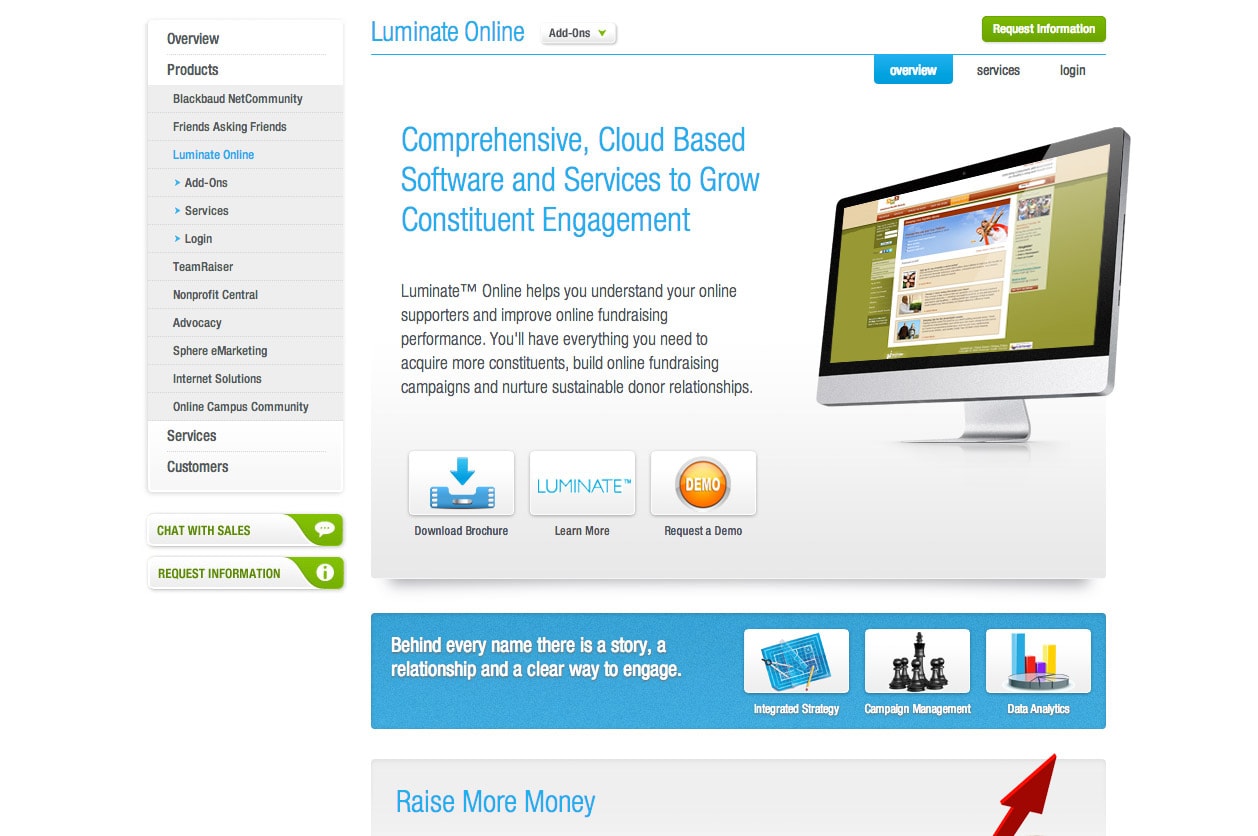 Overview
Products
Blackbaud NetCommunity
Friends Asking Friends
Luminate Online
Add-Ons
Services
Login
TeamRaiser
Nonprofit Central
Advocacy
Sphere eMarketing
Internet Solutions
Online Campus Community
Services
Customers
CHAT WITH SALES
REQUEST INFORMATION
Luminate Online
Add-Ons
Request Information
overview
services
login
Comprehensive, Cloud Based
Software and Services to Grow
Constituent Engagement
Luminate™ Online helps you understand your online
supporters and improve online fundraising
performance. You'll have everything you need to
acquire more constituents, build online fundraising
campaigns and nurture sustainable donor relationships.
LUMINATE™
DEMO
Download Brochure
Learn More
Request a Demo
Behind every name there is a story, a
relationship and a clear way to engage.
Integrated Strategy
Campaign Management
Data Analytics
Raise More Money